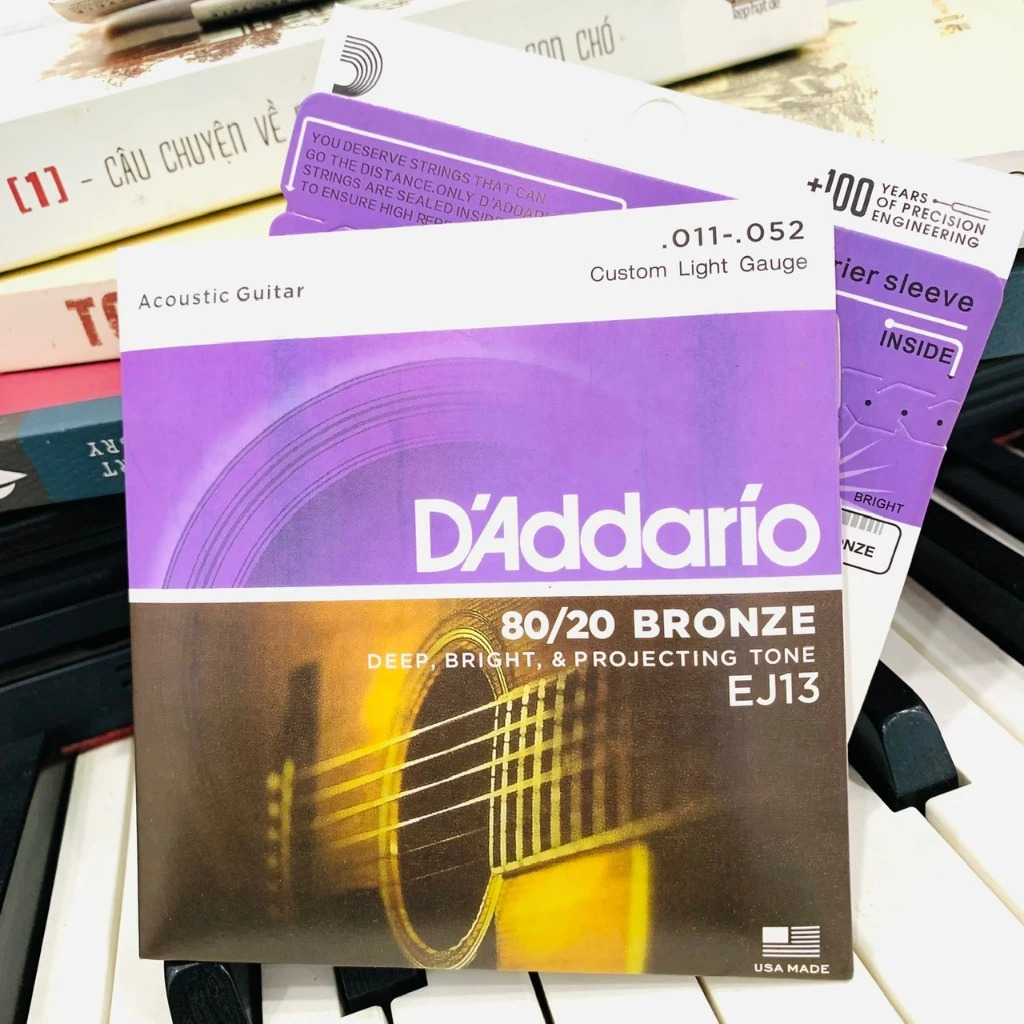 [1] - CÂU CHUYỆN VỀ
CON CHÓ
YOU DESERVE STRINGS THAT CAN
GO THE DISTANCE.ONLY D'ADDARIO
STRINGS ARE SEALED INSIDE
TO ENSURE HIGH
+100 YEARS
OF PRECISION
ENGINEERING
sleeve
INSIDE
BRIGHT
.011-.052
Custom Light Gauge
Acoustic Guitar
D'Addario
80/20 BRONZE
DEEP, BRIGHT, & PROJECTING TONE
EJ13
USA MADE